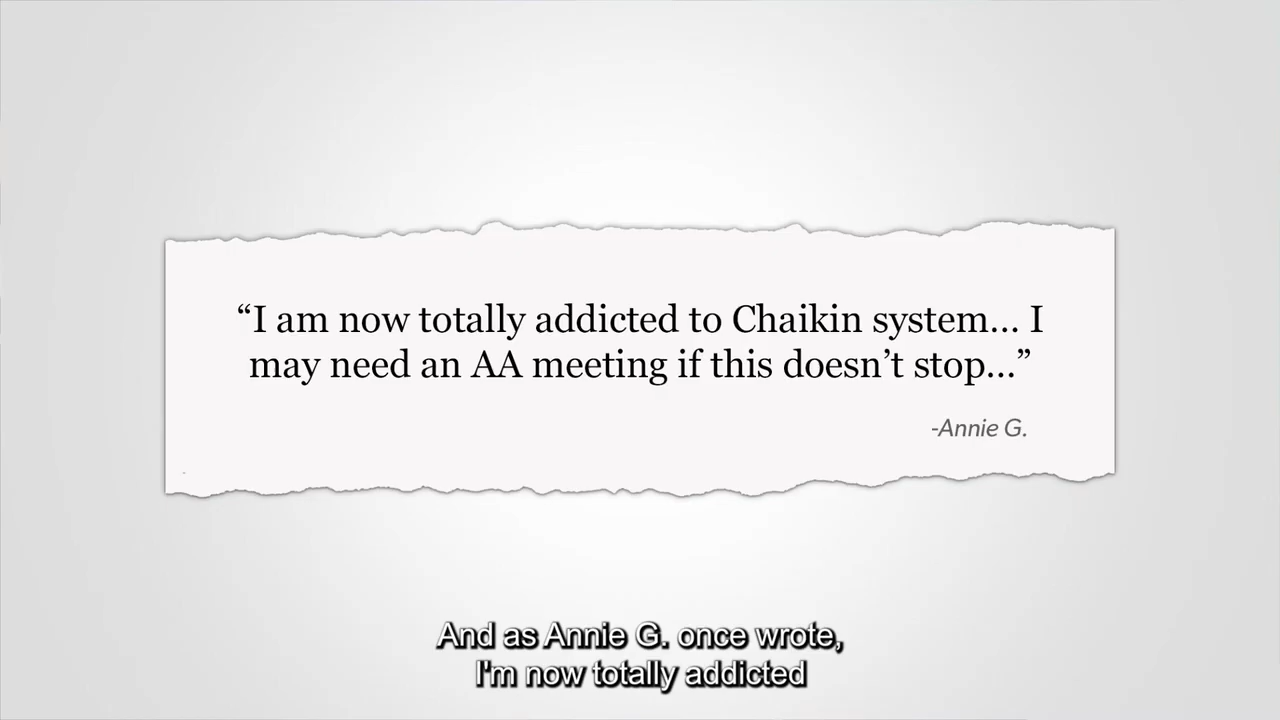 “I am now totally addicted to Chaikin system... I
may need an AA meeting if this doesn’t stop...”
-Annie G.
And as Annie G. once wrote,
I'm now totally addicted